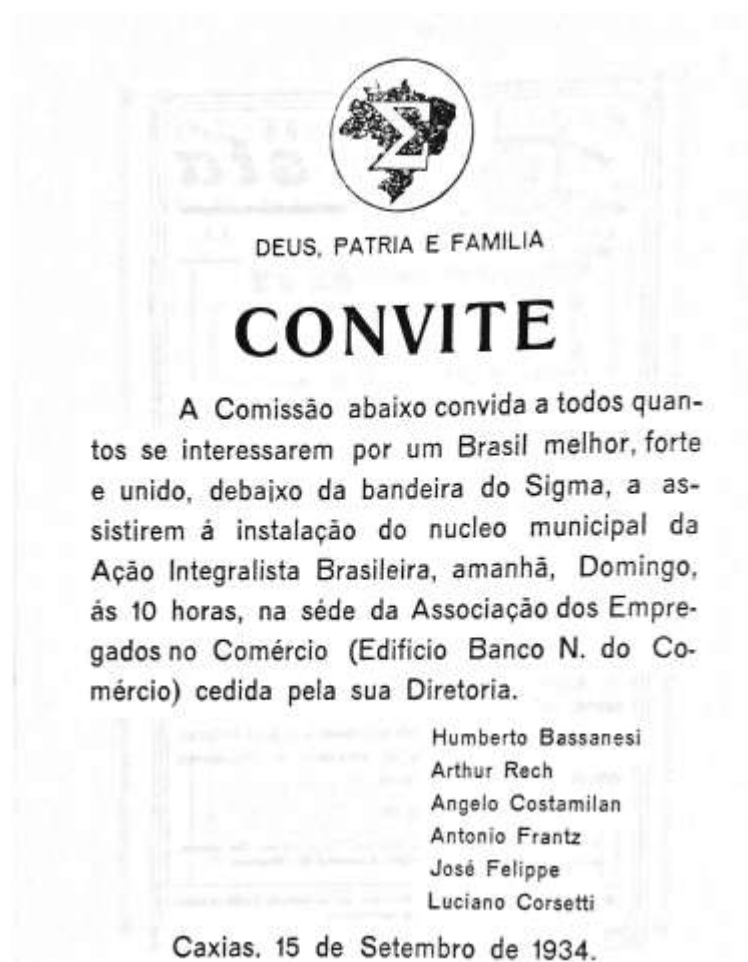 Σ
DEUS, PATRIA E FAMILIA
CONVITE
A Comissão abaixo convida a todos quan-
tos se interessarem por um Brasil melhor, forte
e unido, debaixo da bandeira do Sigma, a as-
sistirem á instalação do nucleo municipal da
Ação Integralista Brasileira, amanhã, Domingo,
ás 10 horas, na séde da Associação dos Empre-
gados no Comércio (Edificio Banco N. do Co-
mércio) cedida pela sua Diretoria.
Humberto Bassanesi
Arthur Rech
Angelo Costamilan
Antonio Frantz
José Felippe
Luciano Corsetti
Caxias, 15 de Setembro de 1934.